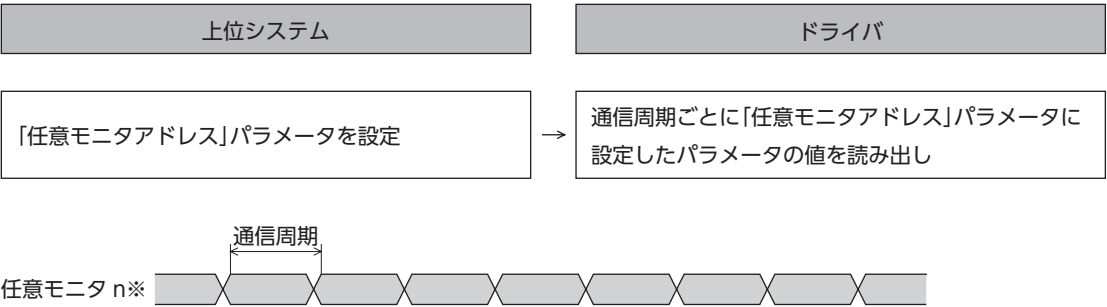 上位システム
ドライバ
「任意モニタアドレス」パラメータを設定
→
通信周期ごとに「任意モニタアドレス」パラメータに
設定したパラメータの値を読み出し
通信周期
任意モニタ n※